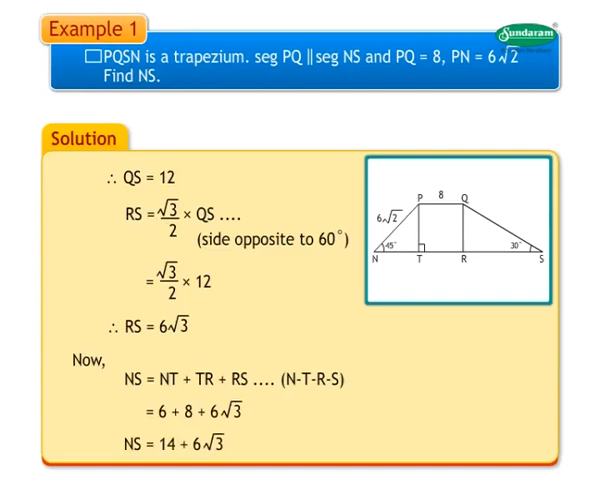 Example 1
Sundaram
□PQSN is a trapezium. seg PQ || seg NS and PQ = 8, PN = 6√2
Find NS.
Solution
∴ QS = 12
RS = √3/2 × QS ....
(side opposite to 60°)
= √3/2 × 12
∴ RS = 6√3
Now,
NS = NT + TR + RS .... (N-T-R-S)
= 6 + 8 + 6√3
NS = 14 + 6√3
P 8 Q
6√2
45° 30°
N T R S